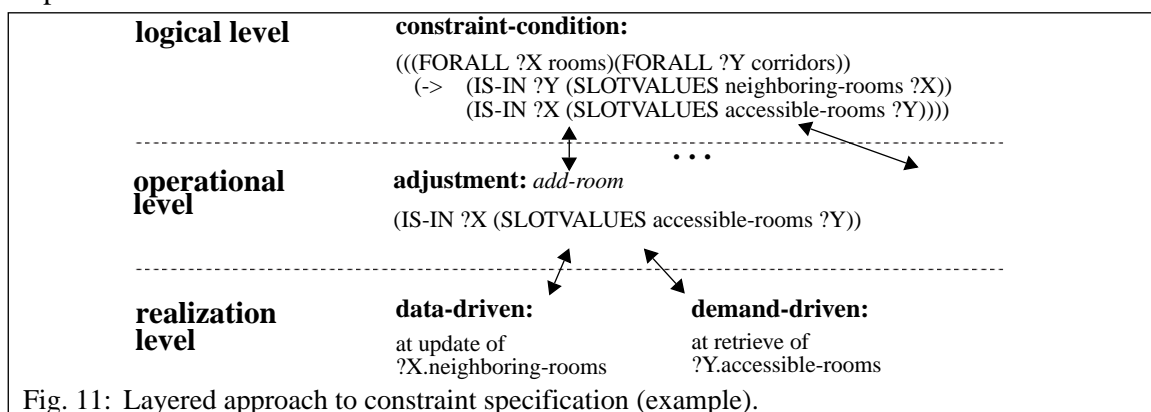 logical level
constraint-condition:
(((FORALL ?X rooms)(FORALL ?Y corridors))
(-> (IS-IN ?Y (SLOTVALUES neighboring-rooms ?X))
(IS-IN ?X (SLOTVALUES accessible-rooms ?Y))))
...
operational
level
adjustment: add-room
(IS-IN ?X (SLOTVALUES accessible-rooms ?Y))
realization
level
data-driven:
at update of
?X.neighboring-rooms
demand-driven:
at retrieve of
?Y.accessible-rooms
Fig. 11: Layered approach to constraint specification (example).